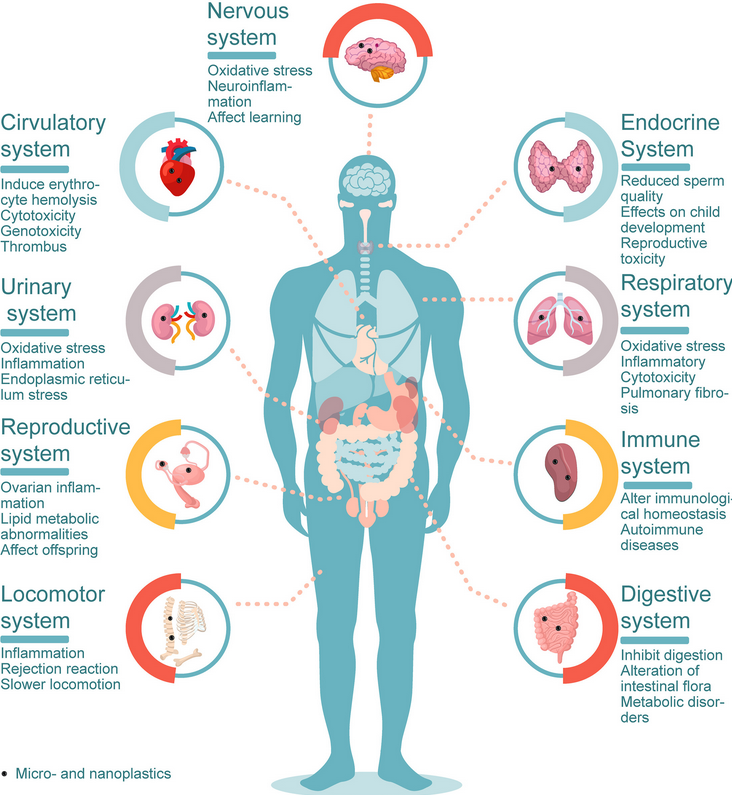 Nervous
system
Oxidative stress
Neuroinflam-
mation
Affect learning
Cirvulatory
system
Induce erythro-
cyte hemolysis
Cytotoxicity
Genotoxicity
Thrombus
Endocrine
System
Reduced sperm
quality
Effects on child
development
Reproductive
toxicity
Urinary
system
Oxidative stress
Inflammation
Endoplasmic reticu-
lum stress
Respiratory
system
Oxidative stress
Inflammatory
Cytotoxicity
Pulmonary fibro-
sis
Reproductive
system
Ovarian inflam-
mation
Lipid metabolic
abnormalities
Affect offspring
Immune
system
Alter immunologi-
cal homeostasis
Autoimmune
diseases
Locomotor
system
Inflammation
Rejection reaction
Slower locomotion
Digestive
system
Inhibit digestion
Alteration of
intestinal flora
Metabolic disor-
ders
Micro- and nanoplastics